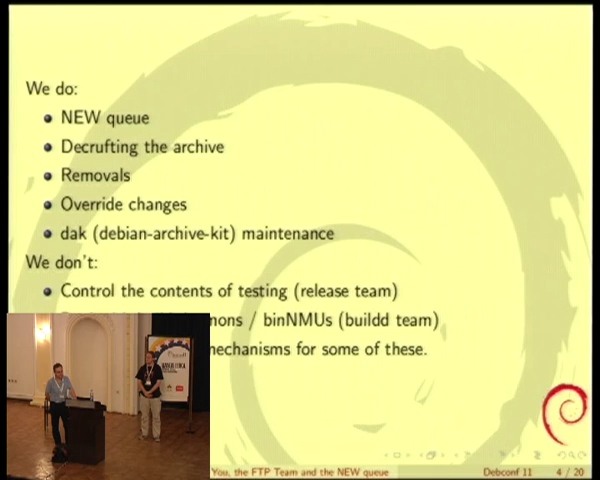 We do:
NEW queue
Decrufting the archive
Removals
Override changes
dak (debian-archive-kit) maintenance
We don't:
Control the contents of testing (release team)
mons / binNMUs (buildd team)
mechanisms for some of these.
You, the FTP Team and the NEW queue
Debconf 11
4 / 20